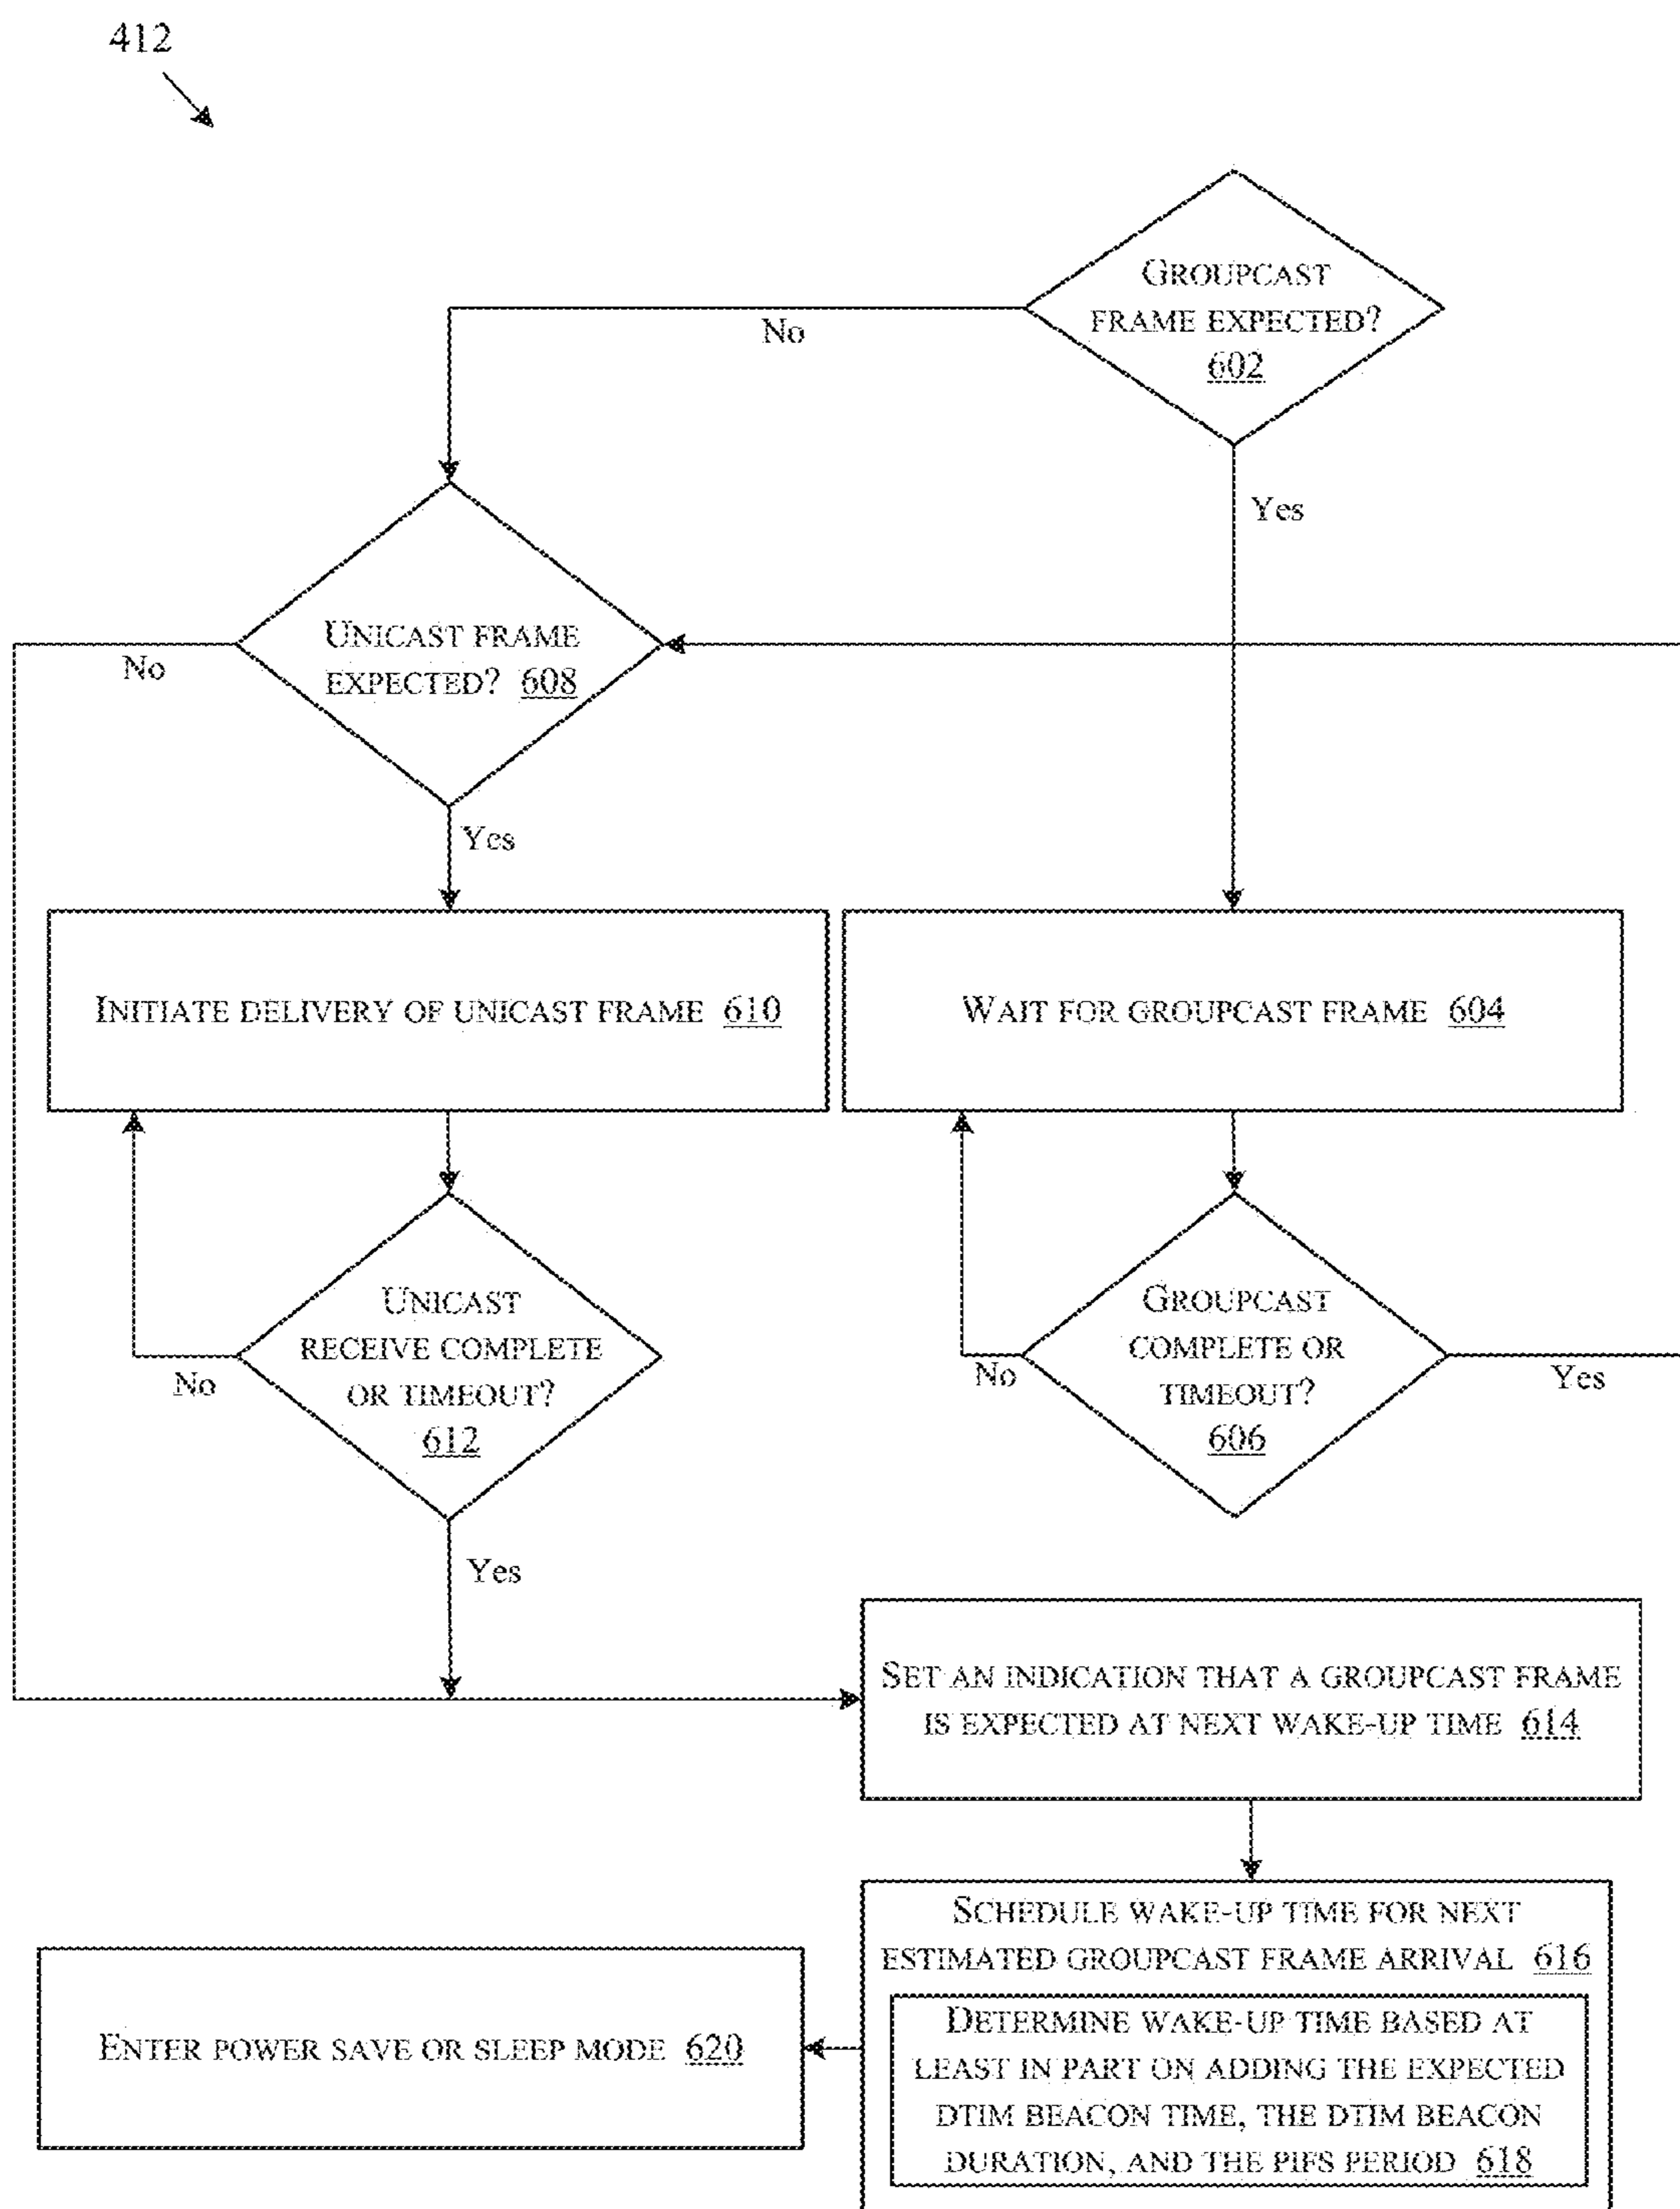 412
GROUPCAST
FRAME EXPECTED?
602
No
Yes
UNICAST FRAME
EXPECTED? 608
No
Yes
INITIATE DELIVERY OF UNICAST FRAME 610
WAIT FOR GROUPCAST FRAME 604
UNICAST
RECEIVE COMPLETE
OR TIMEOUT?
612
No
Yes
GROUPCAST
COMPLETE OR
TIMEOUT?
606
No
Yes
SET AN INDICATION THAT A GROUPCAST FRAME
IS EXPECTED AT NEXT WAKE-UP TIME 614
SCHEDULE WAKE-UP TIME FOR NEXT
ESTIMATED GROUPCAST FRAME ARRIVAL 616
DETERMINE WAKE-UP TIME BASED AT
LEAST IN PART ON ADDING THE EXPECTED
DTIM BEACON TIME, THE DTIM BEACON
DURATION, AND THE PIFS PERIOD 618
ENTER POWER SAVE OR SLEEP MODE 620